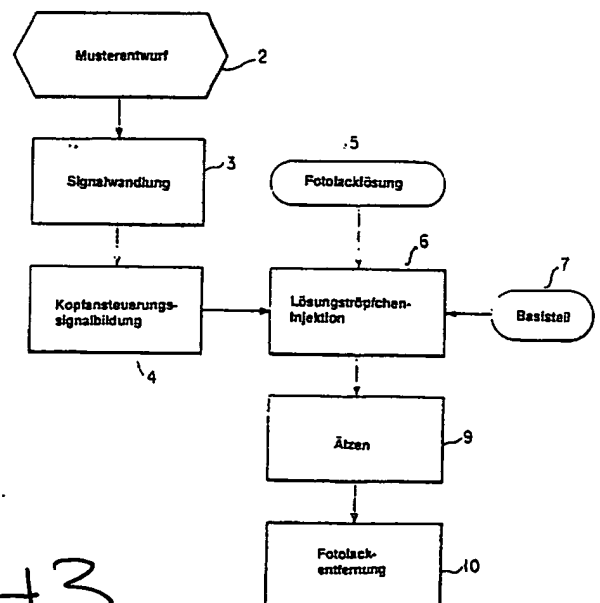 Musterentwurf
2
Signalwandlung
3
5
Fotolacklösung
6
7
Kopfansteuerungs-
signalbildung
Lösungströpfchen-
injektion
Basisteil
4
Ätzen
9
Fotolack-
entfernung
10
+3